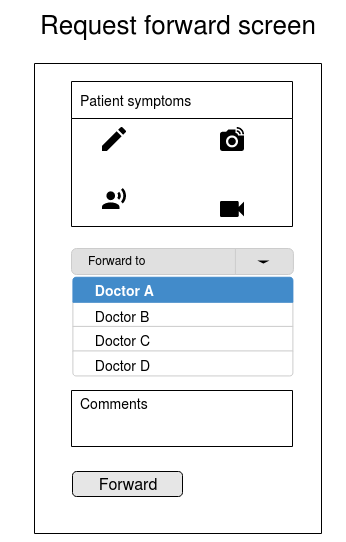 Request forward screen
Patient symptoms
Forward to
Doctor A
Doctor B
Doctor C
Doctor D
Comments
Forward